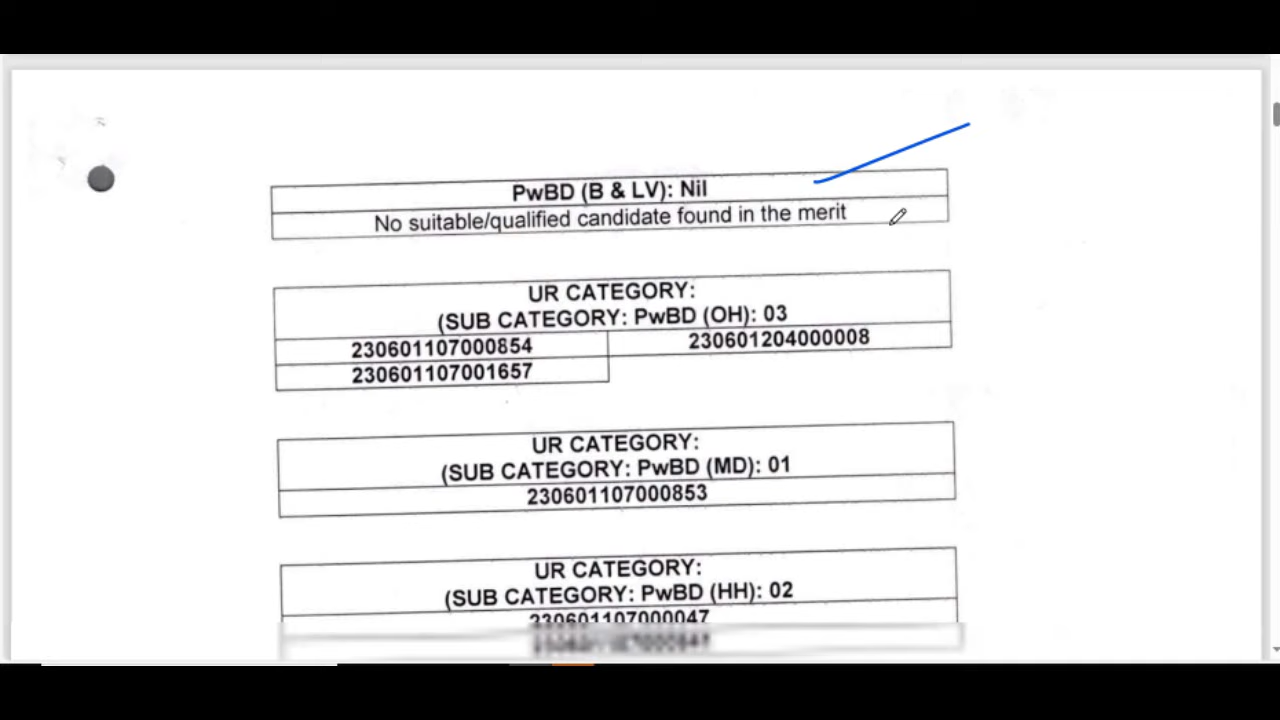 PwBD (B & LV): Nil
No suitable/qualified candidate found in the merit
UR CATEGORY:
(SUB CATEGORY: PwBD (OH): 03
230601107000854 230601204000008
230601107001657
UR CATEGORY:
(SUB CATEGORY: PwBD (MD): 01
230601107000853
UR CATEGORY:
(SUB CATEGORY: PwBD (HH): 02
230601107000047